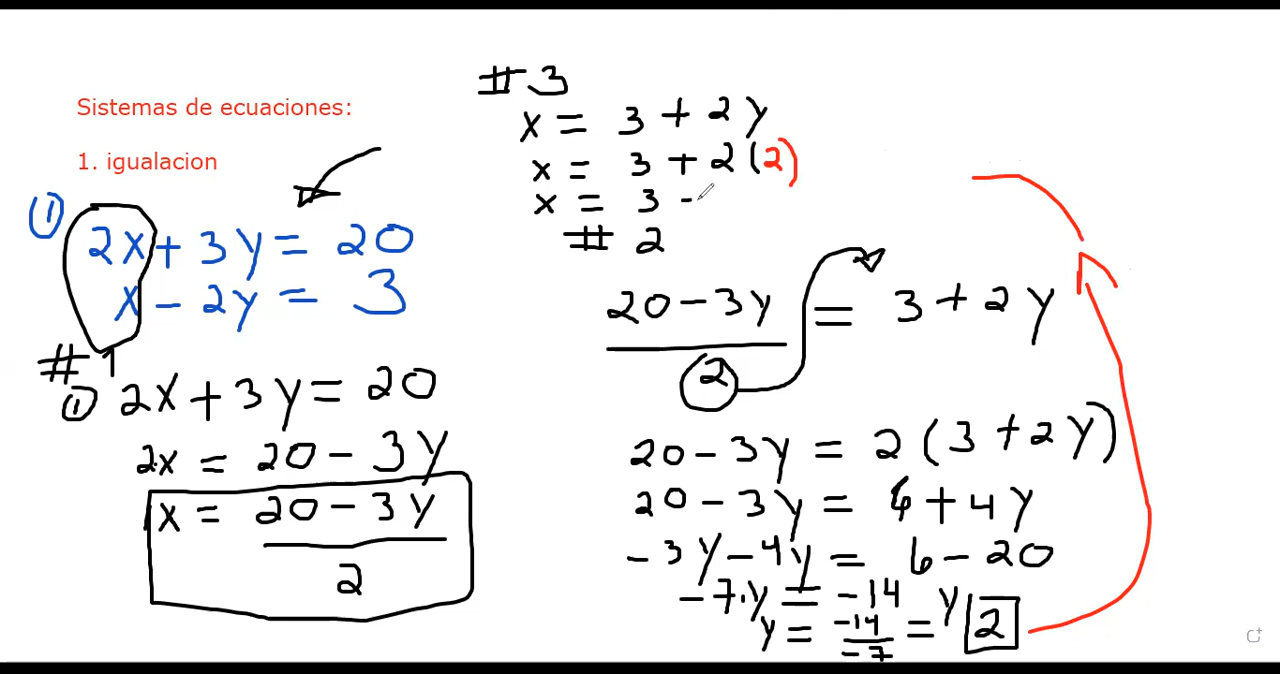 Sistemas de ecuaciones:
1. igualacion
① 2x + 3y = 20
x - 2y = 3
#1
① 2x + 3y = 20
2x = 20 - 3y
x = 20 - 3y
2
#3
x = 3 + 2y
x = 3 + 2(2)
x = 3 -
# 2
20 - 3y = 3 + 2y
2
20 - 3y = 2(3 + 2y)
20 - 3y = 6 + 4y
-3y - 4y = 6 - 20
-7·y = -14
y = -14 = y 2
-7